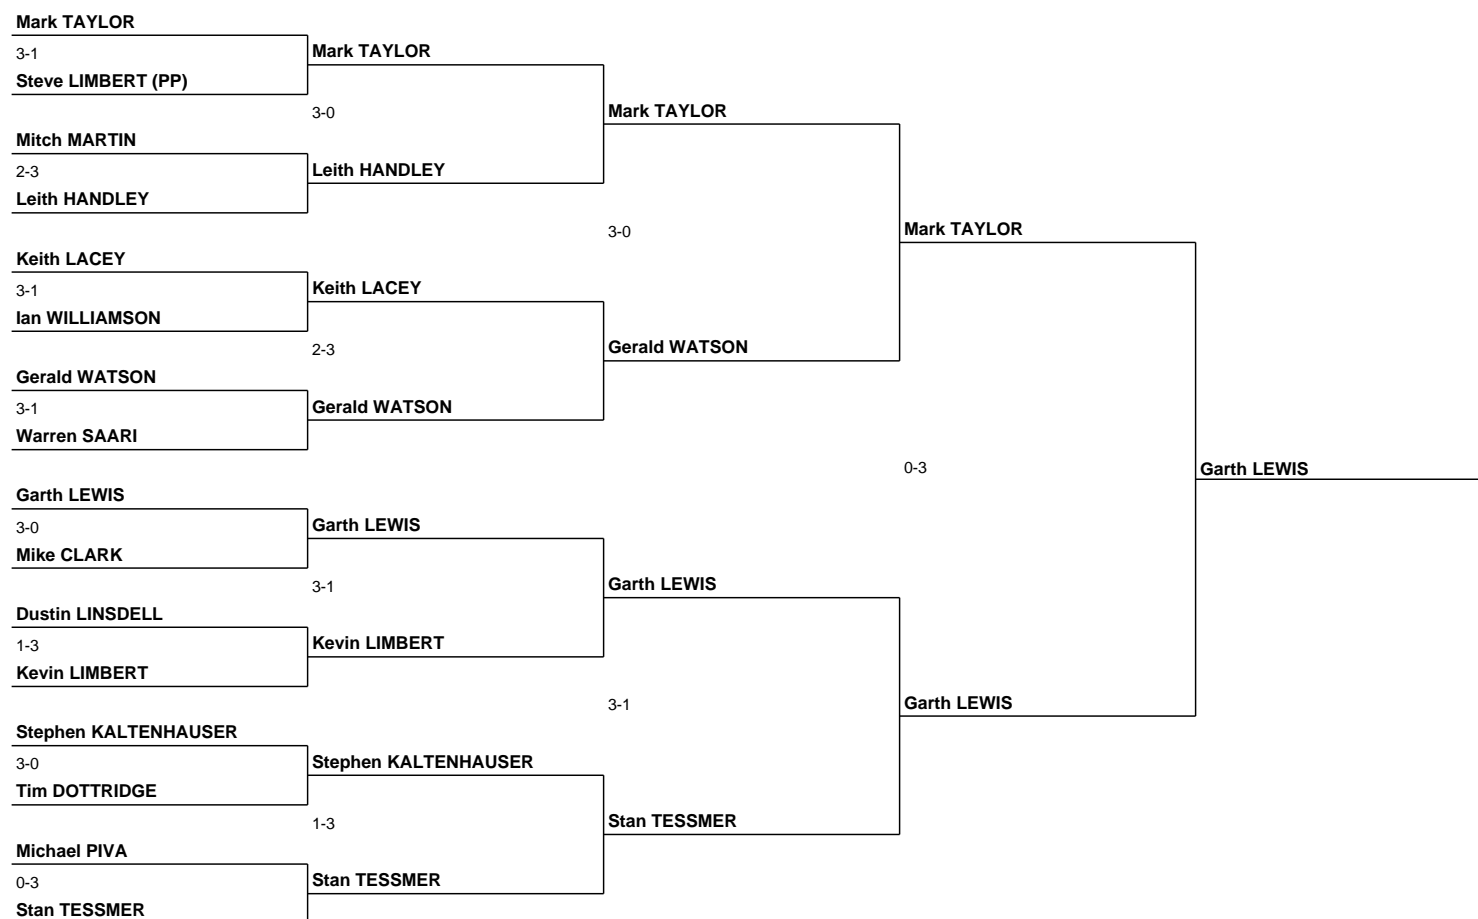 Mark TAYLOR
3-1
Steve LIMBERT (PP)
Mitch MARTIN
2-3
Leith HANDLEY
Keith LACEY
3-1
Ian WILLIAMSON
Gerald WATSON
3-1
Warren SAARI
Garth LEWIS
3-0
Mike CLARK
Dustin LINSDELL
1-3
Kevin LIMBERT
Stephen KALTENHAUSER
3-0
Tim DOTTRIDGE
Michael PIVA
0-3
Stan TESSMER
Mark TAYLOR
3-0
Leith HANDLEY
Keith LACEY
2-3
Gerald WATSON
Garth LEWIS
3-1
Kevin LIMBERT
Stephen KALTENHAUSER
1-3
Stan TESSMER
Mark TAYLOR
3-0
Gerald WATSON
Garth LEWIS
3-1
Stan TESSMER
Mark TAYLOR
0-3
Garth LEWIS
Garth LEWIS